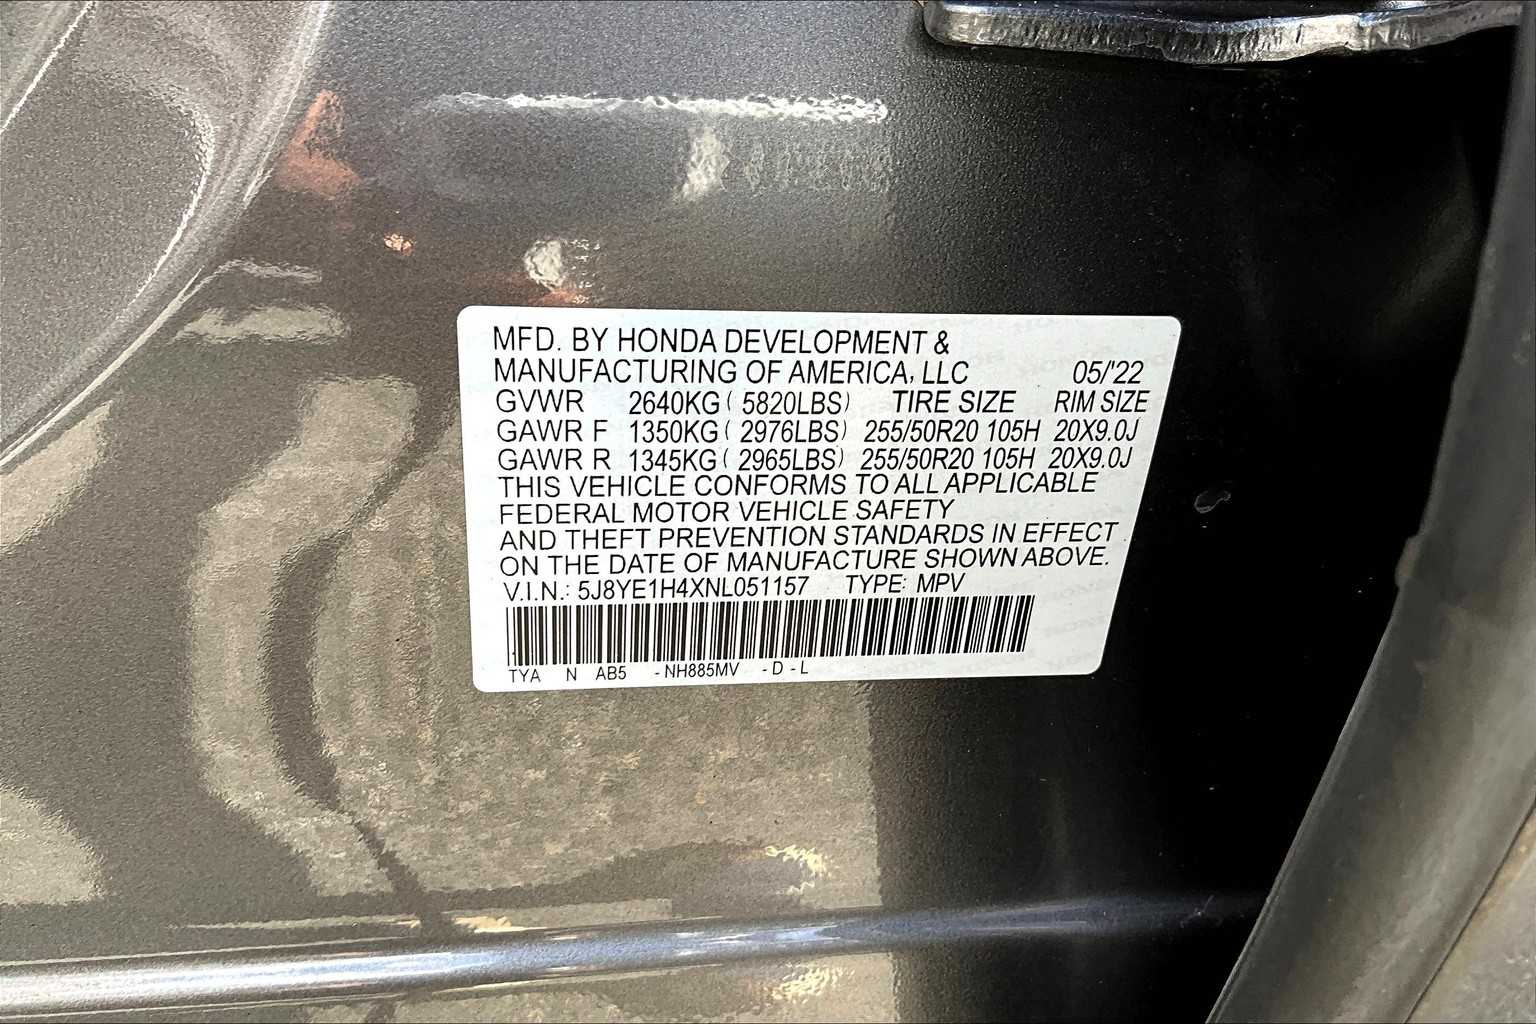 MFD. BY HONDA DEVELOPMENT &
MANUFACTURING OF AMERICA, LLC 05/'22
GVWR 2640KG ( 5820LBS) TIRE SIZE RIM SIZE
GAWR F 1350KG ( 2976LBS) 255/50R20 105H 20X9.0J
GAWR R 1345KG ( 2965LBS) 255/50R20 105H 20X9.0J
THIS VEHICLE CONFORMS TO ALL APPLICABLE
FEDERAL MOTOR VEHICLE SAFETY
AND THEFT PREVENTION STANDARDS IN EFFECT
ON THE DATE OF MANUFACTURE SHOWN ABOVE.
V.I.N.: 5J8YE1H4XNL051157 TYPE: MPV
TYA N AB5 - NH885MV - D - L